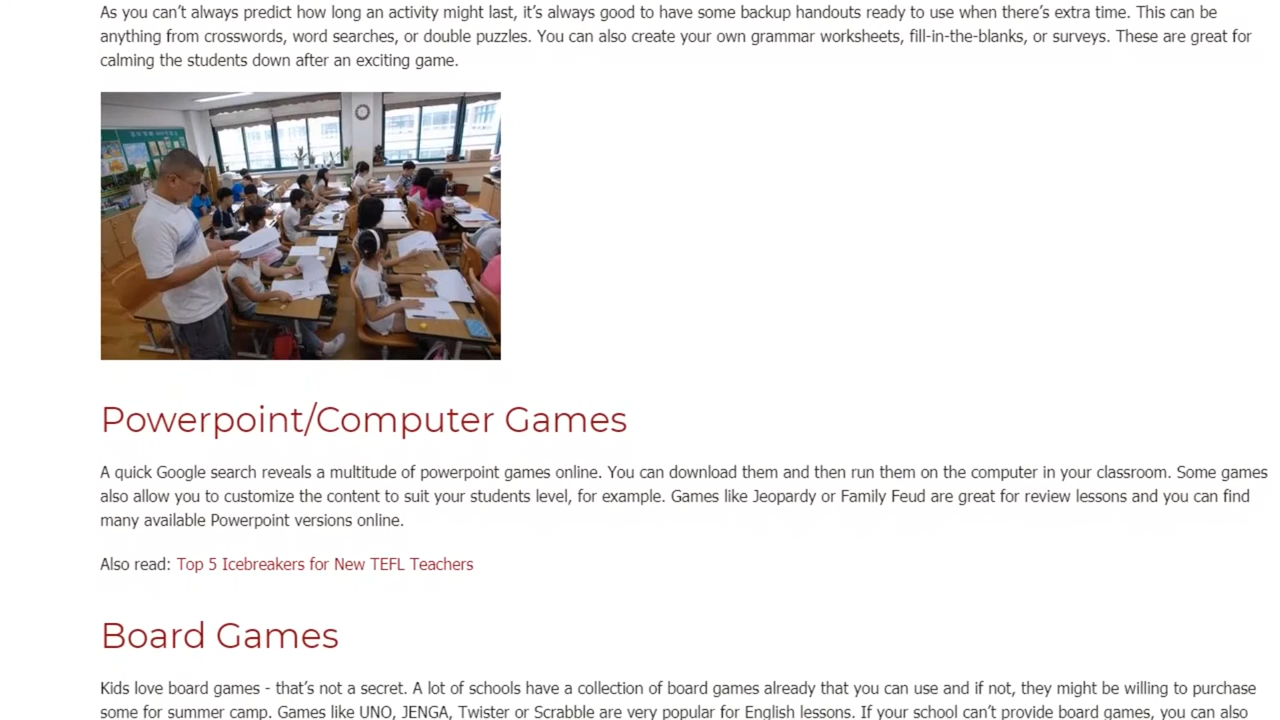 As you can’t always predict how long an activity might last, it’s always good to have some backup handouts ready to use when there’s extra time. This can be
anything from crosswords, word searches, or double puzzles. You can also create your own grammar worksheets, fill-in-the-blanks, or surveys. These are great for
calming the students down after an exciting game.
Powerpoint/Computer Games
A quick Google search reveals a multitude of powerpoint games online. You can download them and then run them on the computer in your classroom. Some games
also allow you to customize the content to suit your students level, for example. Games like Jeopardy or Family Feud are great for review lessons and you can find
many available Powerpoint versions online.
Also read: Top 5 Icebreakers for New TEFL Teachers
Board Games
Kids love board games - that’s not a secret. A lot of schools have a collection of board games already that you can use and if not, they might be willing to purchase
some for summer camp. Games like UNO, JENGA, Twister or Scrabble are very popular for English lessons. If your school can’t provide board games, you can also